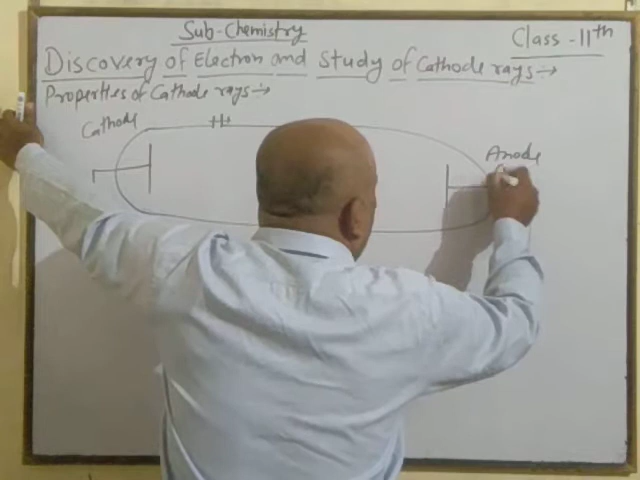 Sub-Chemistry
Class-11th
Discovery of Electron and Study of Cathode rays:→
Properties of Cathode rays:→
Cathode
Anode